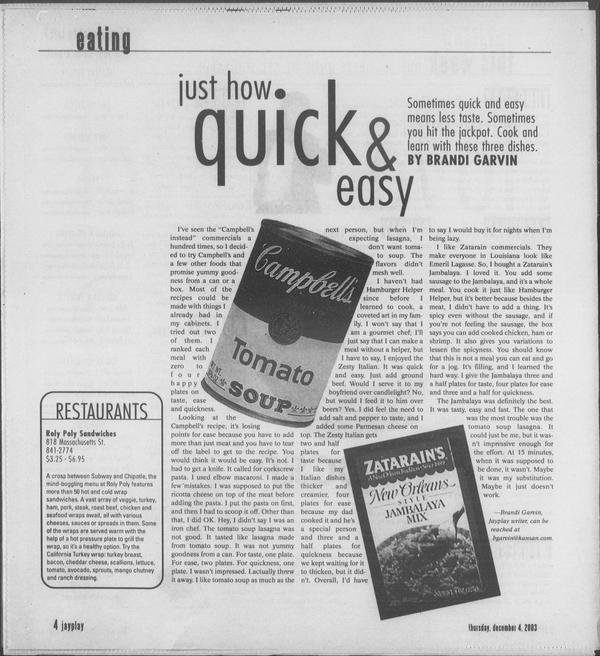 eating
just how
quick &
easy
Sometimes quick and easy
means less taste. Sometimes
you hit the jackpot. Cook and
learn with these three dishes.
BY BRANDI GARVIN
I've seen the "Campbell's
instead" commercials a
hundred times, so I decid-
ed to try Campbell's and
a few other foods that
promise yummy good-
ness from a can or a
box. Most of the
recipes could be
made with things I
already had in
my cabinets. I
tried out two
of them. I
ranked each
meal with
zero to
four
happy
plates on
taste, ease
and quickness.
Looking at the
Campbell's recipe, it's losing
points for ease because you have to add
more than just meat and you have to tear
off the label to get to the recipe. You
would think it would be easy. It's not. I
had to get a knife. It called for corkscrew
pasta. I used elbow macaroni. I made a
few mistakes. I was supposed to put the
ricotta cheese on top of the meat before
adding the pasta. I put the pasta on first,
and then I had to scoop it off. Other than
that, I did OK. Hey, I didn't say I was an
iron chef. The tomato soup lasagna was
not good. It tasted like lasagna made
from tomato soup. It was not yummy
goodness from a can. For taste, one plate.
For ease, two plates. For quickness, one
plate. I wasn't impressed. I actually threw
it away. I like tomato soup as much as the
next person, but when I'm
expecting lasagna, I
don't want toma-
to soup. The
flavors didn't
mesh well.
I haven't had
Hamburger Helper
since before I
learned to cook, a
coveted art in my fam-
ily. I won't say that I
am a gourmet chef, I'll
just say that I can make a
meal without a helper, but
I have to say, I enjoyed the
Zesty Italian. It was quick
and easy. Just add ground
beef. Would I serve it to my
boyfriend over candlelight? No,
but would I feed it to him over
beers? Yes. I did feel the need to
add salt and pepper to taste, and I
added some Parmesan cheese on
top. The Zesty Italian gets
two and half
plates for
taste because
I like my
Italian dishes
thicker and
creamier, four
plates for ease
because my dad
cooked it and he's
a special person
and three and a
half plates for
quickness because
we kept waiting for it
to thicken, but it did-
n't. Overall, I'd have
to say I would buy it for nights when I'm
being lazy.
I like Zatarain commercials. They
make everyone in Louisiana look like
Emeril Lagasse. So, I bought a Zatarain's
Jambalaya. I loved it. You add some
sausage to the Jambalaya, and it's a whole
meal. You cook it just like Hamburger
Helper, but it's better because besides the
meat, I didn't have to add a thing. It's
spicy even without the sausage, and if
you're not feeling the sausage, the box
says you can add cooked chicken, ham or
shrimp. It also gives you variations to
lessen the spicyness. You should know
that this is not a meal you can eat and go
for a jog. It's filling, and I learned the
hard way. I give the Jambalaya three and
a half plates for taste, four plates for ease
and three and a half for quickness.
The Jambalaya was definitely the best.
It was tasty, easy and fast. The one that
was the most trouble was the
tomato soup lasagna. It
could just be me, but it was-
n't impressive enough for
the effort. At 15 minutes,
when it was supposed to
be done, it wasn't. Maybe
it was my substitution.
Maybe it just doesn't
work.
—Brandi Garvin,
Jayplay writer, can be
reached at
bgarvin@kansan.com.
Campbell's
Tomato
SOUP
ZATARAIN'S
New Orleans
STYLE
JAMBALAYA
MIX
RESTAURANTS
Roly Poly Sandwiches
818 Massachusetts St.
841-2774
$3.25 - $6.95
A cross between Subway and Chipotle, the
mind-boggling menu at Roly Poly features
more than 50 hot and cold wrap
sandwiches. A vast array of veggie, turkey,
ham, pork, steak, roast beef, chicken and
seafood wraps await, all with various
cheeses, sauces or spreads in them. Some
of the wraps are served warm with the
help of a hot pressure plate to grill the
wrap, so it's a healthy option. Try the
California Turkey wrap: turkey breast,
bacon, cheddar cheese, scallions, lettuce,
tomato, avocado, sprouts, mango chutney
and ranch dressing.
4 jayplay
thursday, december 4, 2003